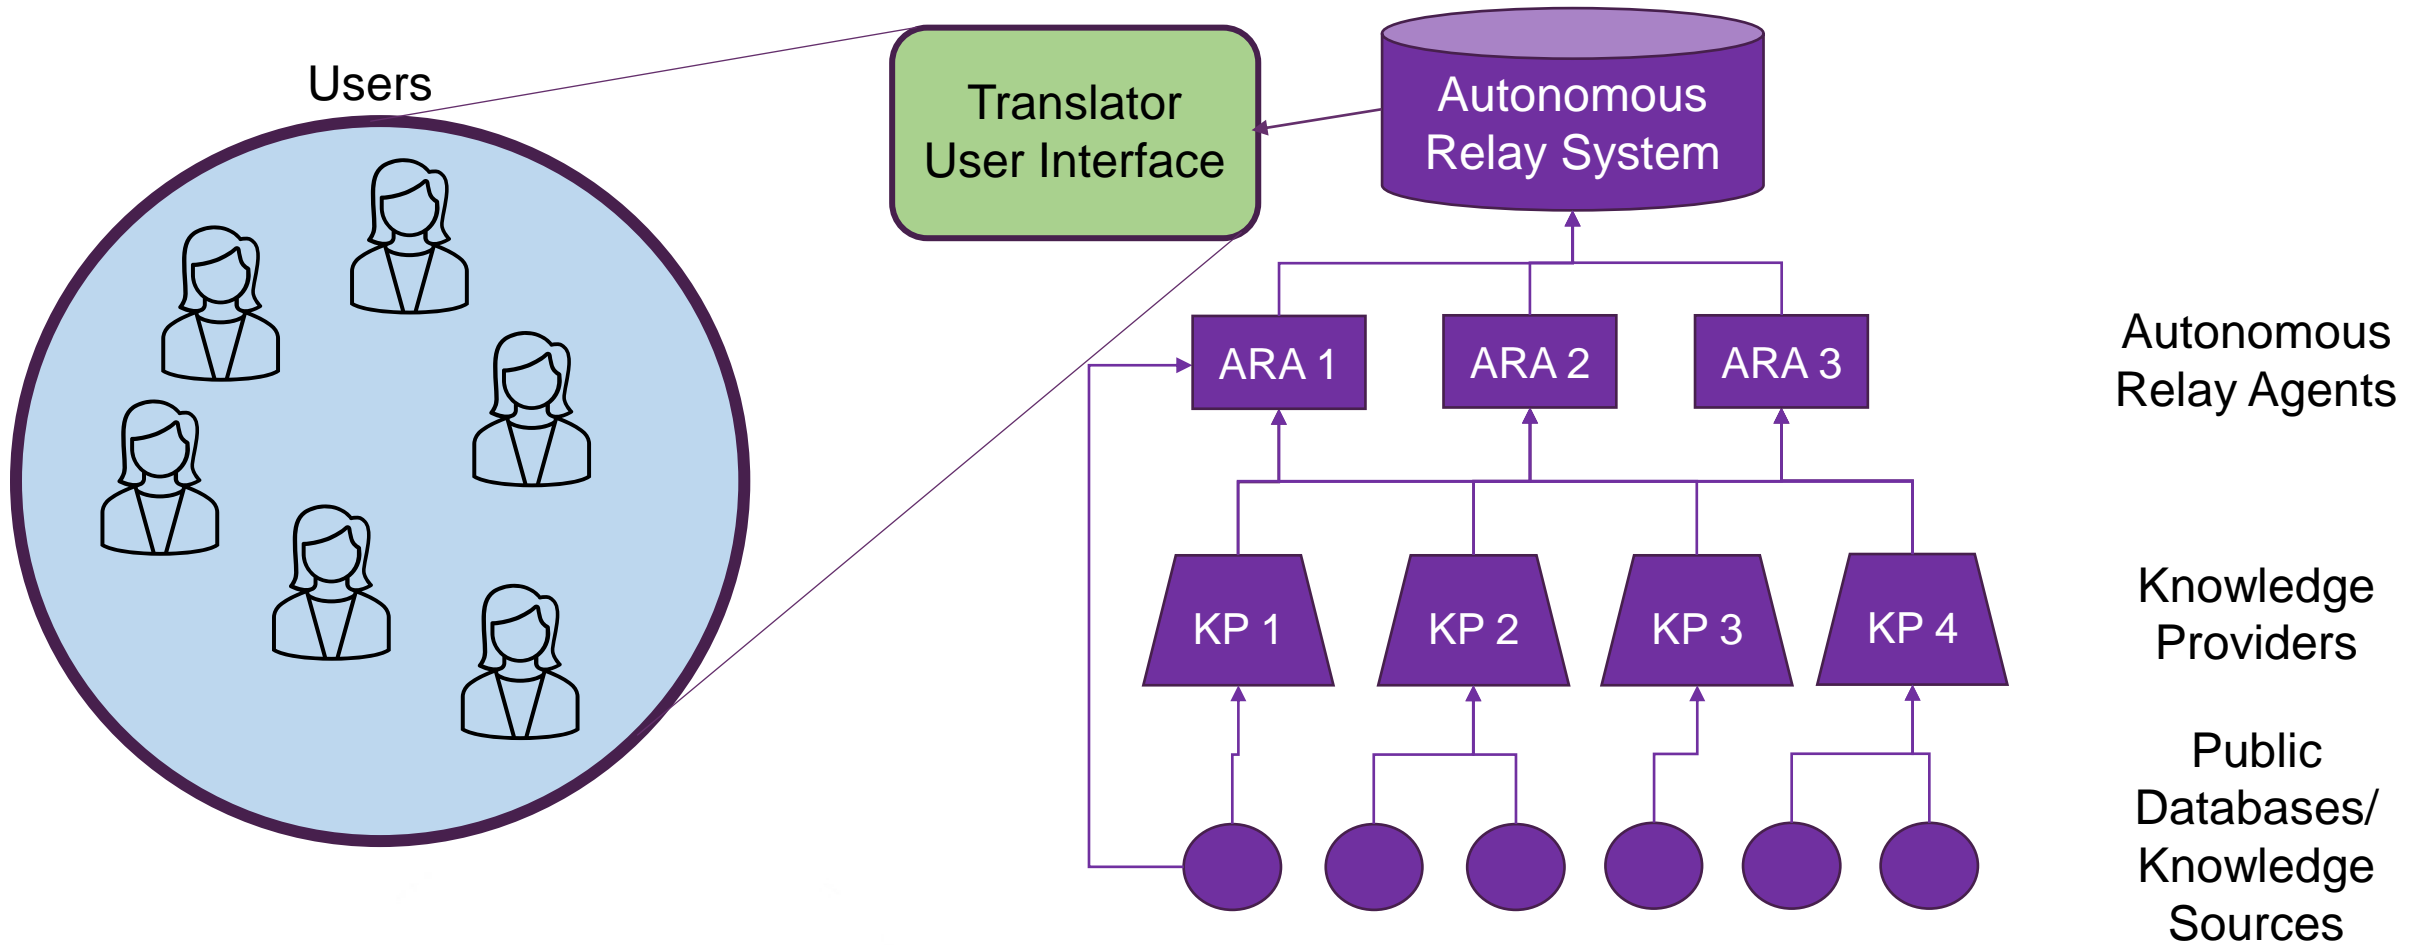 Users
Translator
User Interface
Autonomous
Relay System
ARA 1
ARA 2
ARA 3
Autonomous
Relay Agents
KP 1
KP 2
KP 3
KP 4
Knowledge
Providers
Public
Databases/
Knowledge
Sources